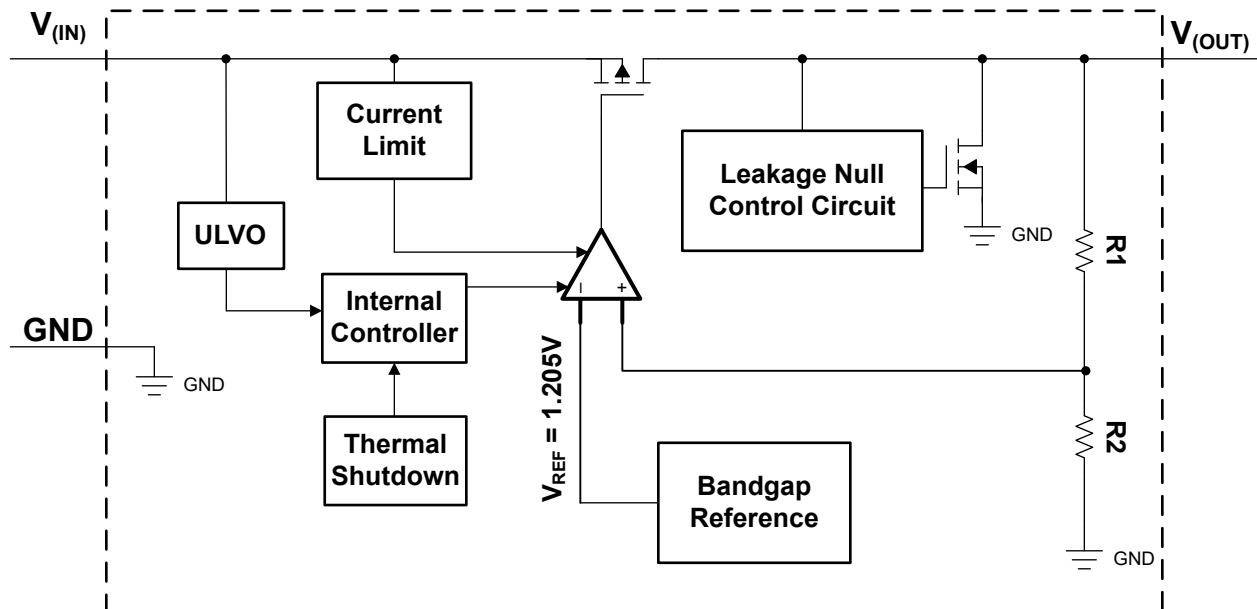 V(IN)
V(OUT)
Current
Limit
Leakage Null
Control Circuit
GND
R1
ULVO
Internal
Controller
− +
GND
GND
VREF = 1.205V
Thermal
Shutdown
R2
Bandgap
Reference
GND